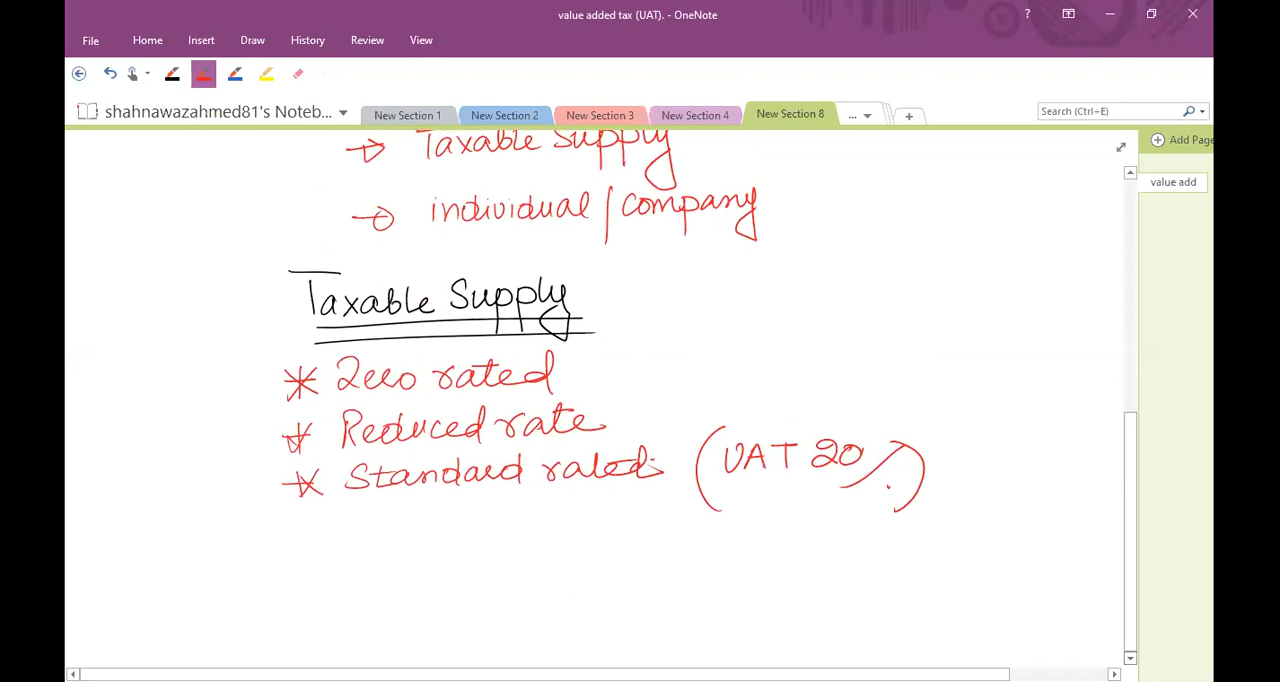 value added tax (UAT). - OneNote
?
File Home Insert Draw History Review View
shahnawazahmed81's Noteb... New Section 1 New Section 2 New Section 3 New Section 4 New Section 8 ... + Search (Ctrl+E)
Add Page
value add
→ Taxable Supply
→ individual / company
Taxable Supply
* Zero rated
* Reduced rate
* Standard rated (VAT 20%)